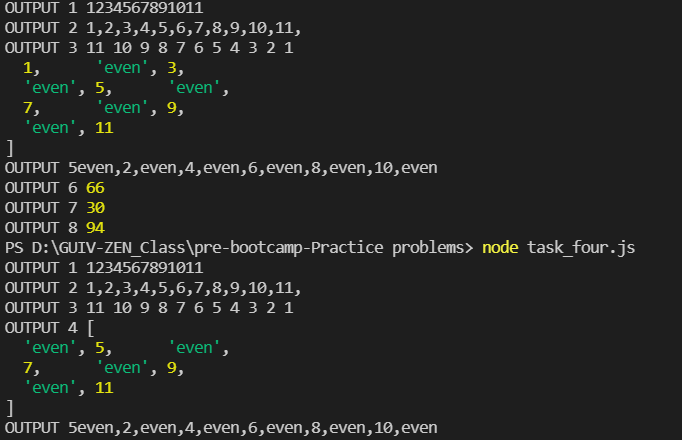 OUTPUT 1 1234567891011
OUTPUT 2 1,2,3,4,5,6,7,8,9,10,11,
OUTPUT 3 11 10 9 8 7 6 5 4 3 2 1
1, 'even', 3,
'even', 5, 'even',
7, 'even', 9,
'even', 11
]
OUTPUT 5even,2,even,4,even,6,even,8,even,10,even
OUTPUT 6 66
OUTPUT 7 30
OUTPUT 8 94
PS D:\GUIV-ZEN_Class\pre-bootcamp-Practice problems> node task_four.js
OUTPUT 1 1234567891011
OUTPUT 2 1,2,3,4,5,6,7,8,9,10,11,
OUTPUT 3 11 10 9 8 7 6 5 4 3 2 1
OUTPUT 4 [
'even', 5, 'even',
7, 'even', 9,
'even', 11
]
OUTPUT 5even,2,even,4,even,6,even,8,even,10,even